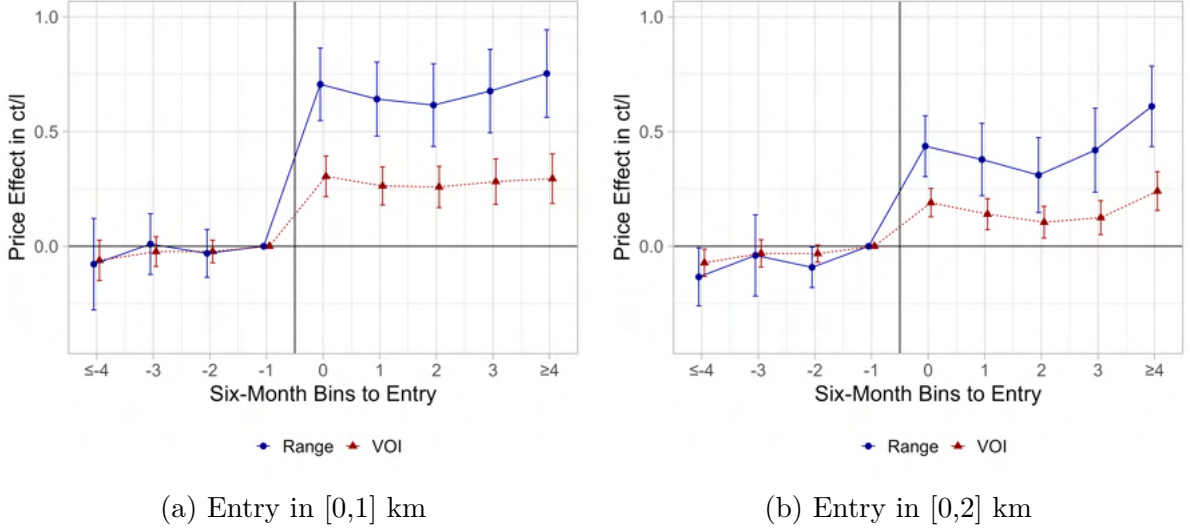 1.0
0.5
0.0
Price Effect in ct/l
≤-4 -3 -2 -1 0 1 2 3 ≥4
Six-Month Bins to Entry
Range VOI
(a) Entry in [0,1] km
1.0
0.5
0.0
Price Effect in ct/l
≤-4 -3 -2 -1 0 1 2 3 ≥4
Six-Month Bins to Entry
Range VOI
(b) Entry in [0,2] km